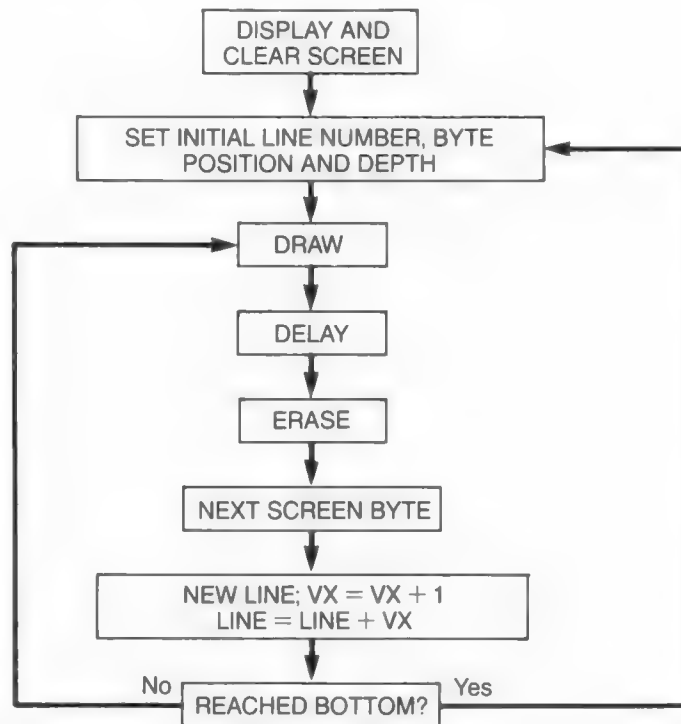 DISPLAY AND
CLEAR SCREEN
SET INITIAL LINE NUMBER, BYTE
POSITION AND DEPTH
DRAW
DELAY
ERASE
NEXT SCREEN BYTE
NEW LINE; VX = VX + 1
LINE = LINE + VX
No
REACHED BOTTOM?
Yes